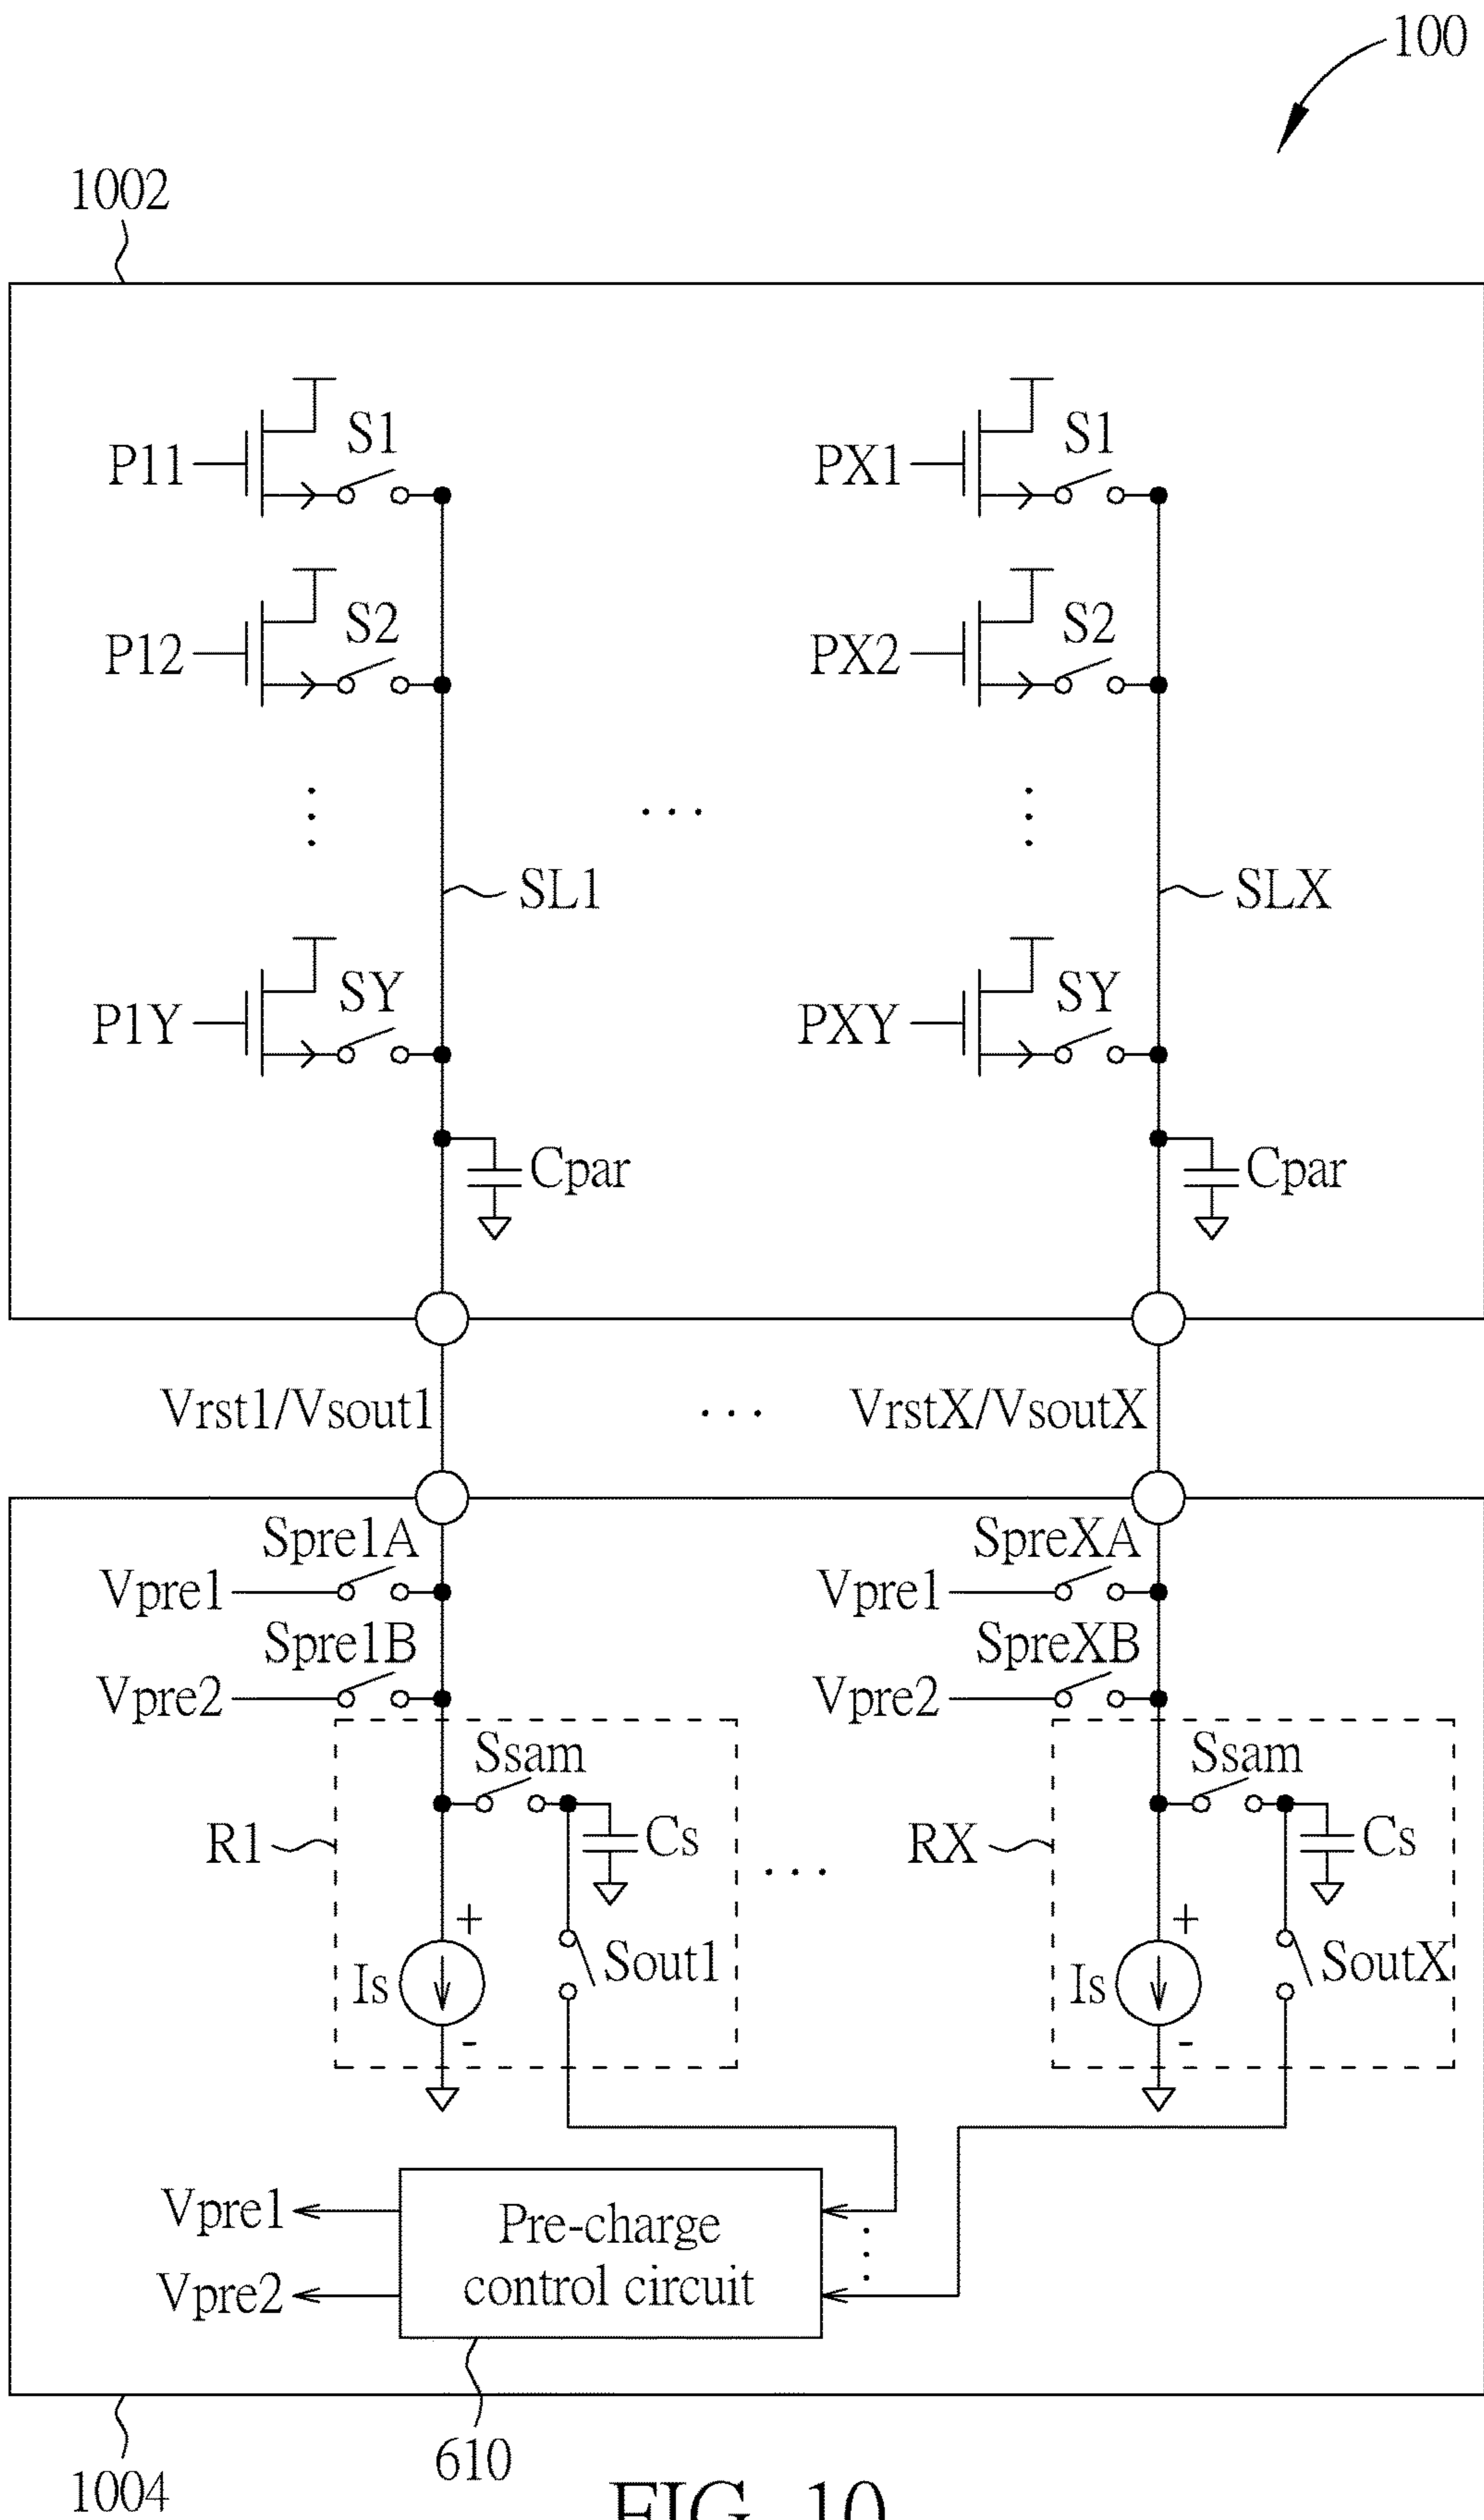 100
1002
S1 S1
P11 PX1
S2 S2
P12 PX2
... 
SL1 SLX
SY SY
P1Y PXY
Cpar Cpar
Vrst1/Vsout1 ... VrstX/VsoutX
Spre1A SpreXA
Vpre1 Vpre1
Spre1B SpreXB
Vpre2 Vpre2
Ssam Ssam
R1 Cs ... RX Cs
+ +
Is Sout1 Is SoutX
- -
Vpre1 Pre-charge
Vpre2 control circuit
610
1004
FIG. 10